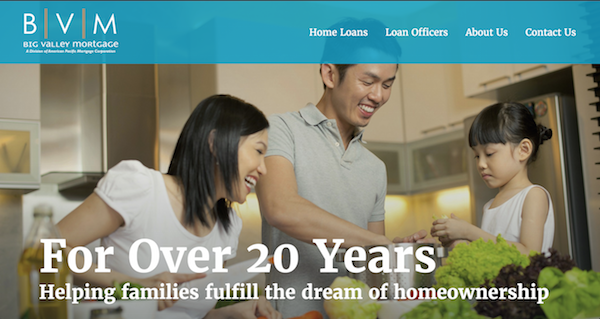 B|V|M
BIG VALLEY MORTGAGE
A Division of American Pacific Mortgage Corporation
Home Loans
Loan Officers
About Us
Contact Us
For Over 20 Years
Helping families fulfill the dream of homeownership